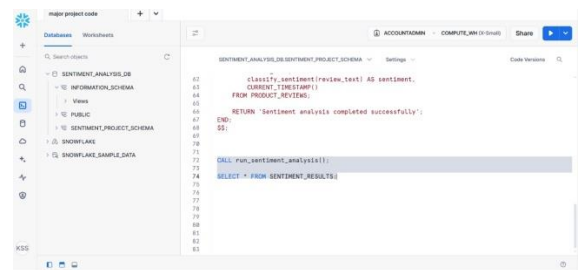 major project code
Databases Worksheets
ACCOUNTADMIN · COMPUTE_WH (X-Small) Share
Search objects
SENTIMENT_ANALYSIS_DB
INFORMATION_SCHEMA
Views
PUBLIC
SENTIMENT_PROJECT_SCHEMA
SNOWFLAKE
SNOWFLAKE_SAMPLE_DATA
KSS
SENTIMENT_ANALYSIS_DB.SENTIMENT_PROJECT_SCHEMA Settings Code Versions
62 classify_sentiment(review_text) AS sentiment,
63 CURRENT_TIMESTAMP()
64 FROM PRODUCT_REVIEWS;
65
66 RETURN 'Sentiment analysis completed successfully';
67 END;
68 $$;
69
70
71
72 CALL run_sentiment_analysis();
73
74 SELECT * FROM SENTIMENT_RESULTS;
75
76
77
78
79
80
81
82
83